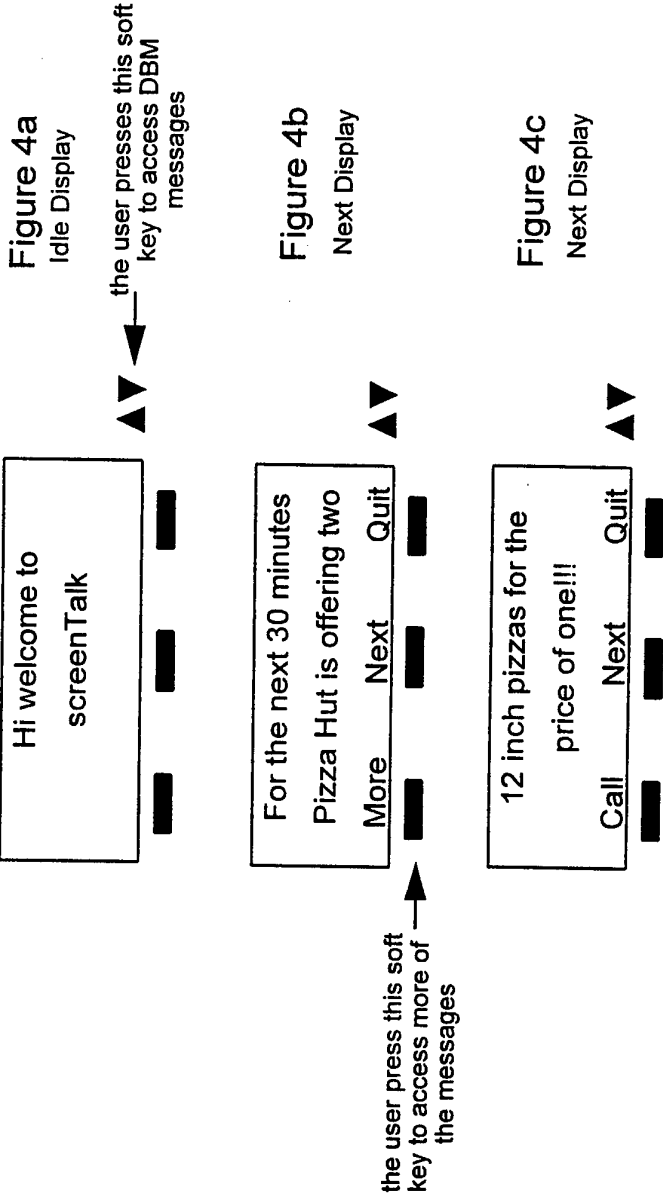 Figure 4a
Idle Display
Hi welcome to
screenTalk
the user presses this soft
key to access DBM
messages
Figure 4b
Next Display
For the next 30 minutes
Pizza Hut is offering two
More Next Quit
the user press this soft
key to access more of
the messages
Figure 4c
Next Display
12 inch pizzas for the
price of one!!!
Call Next Quit